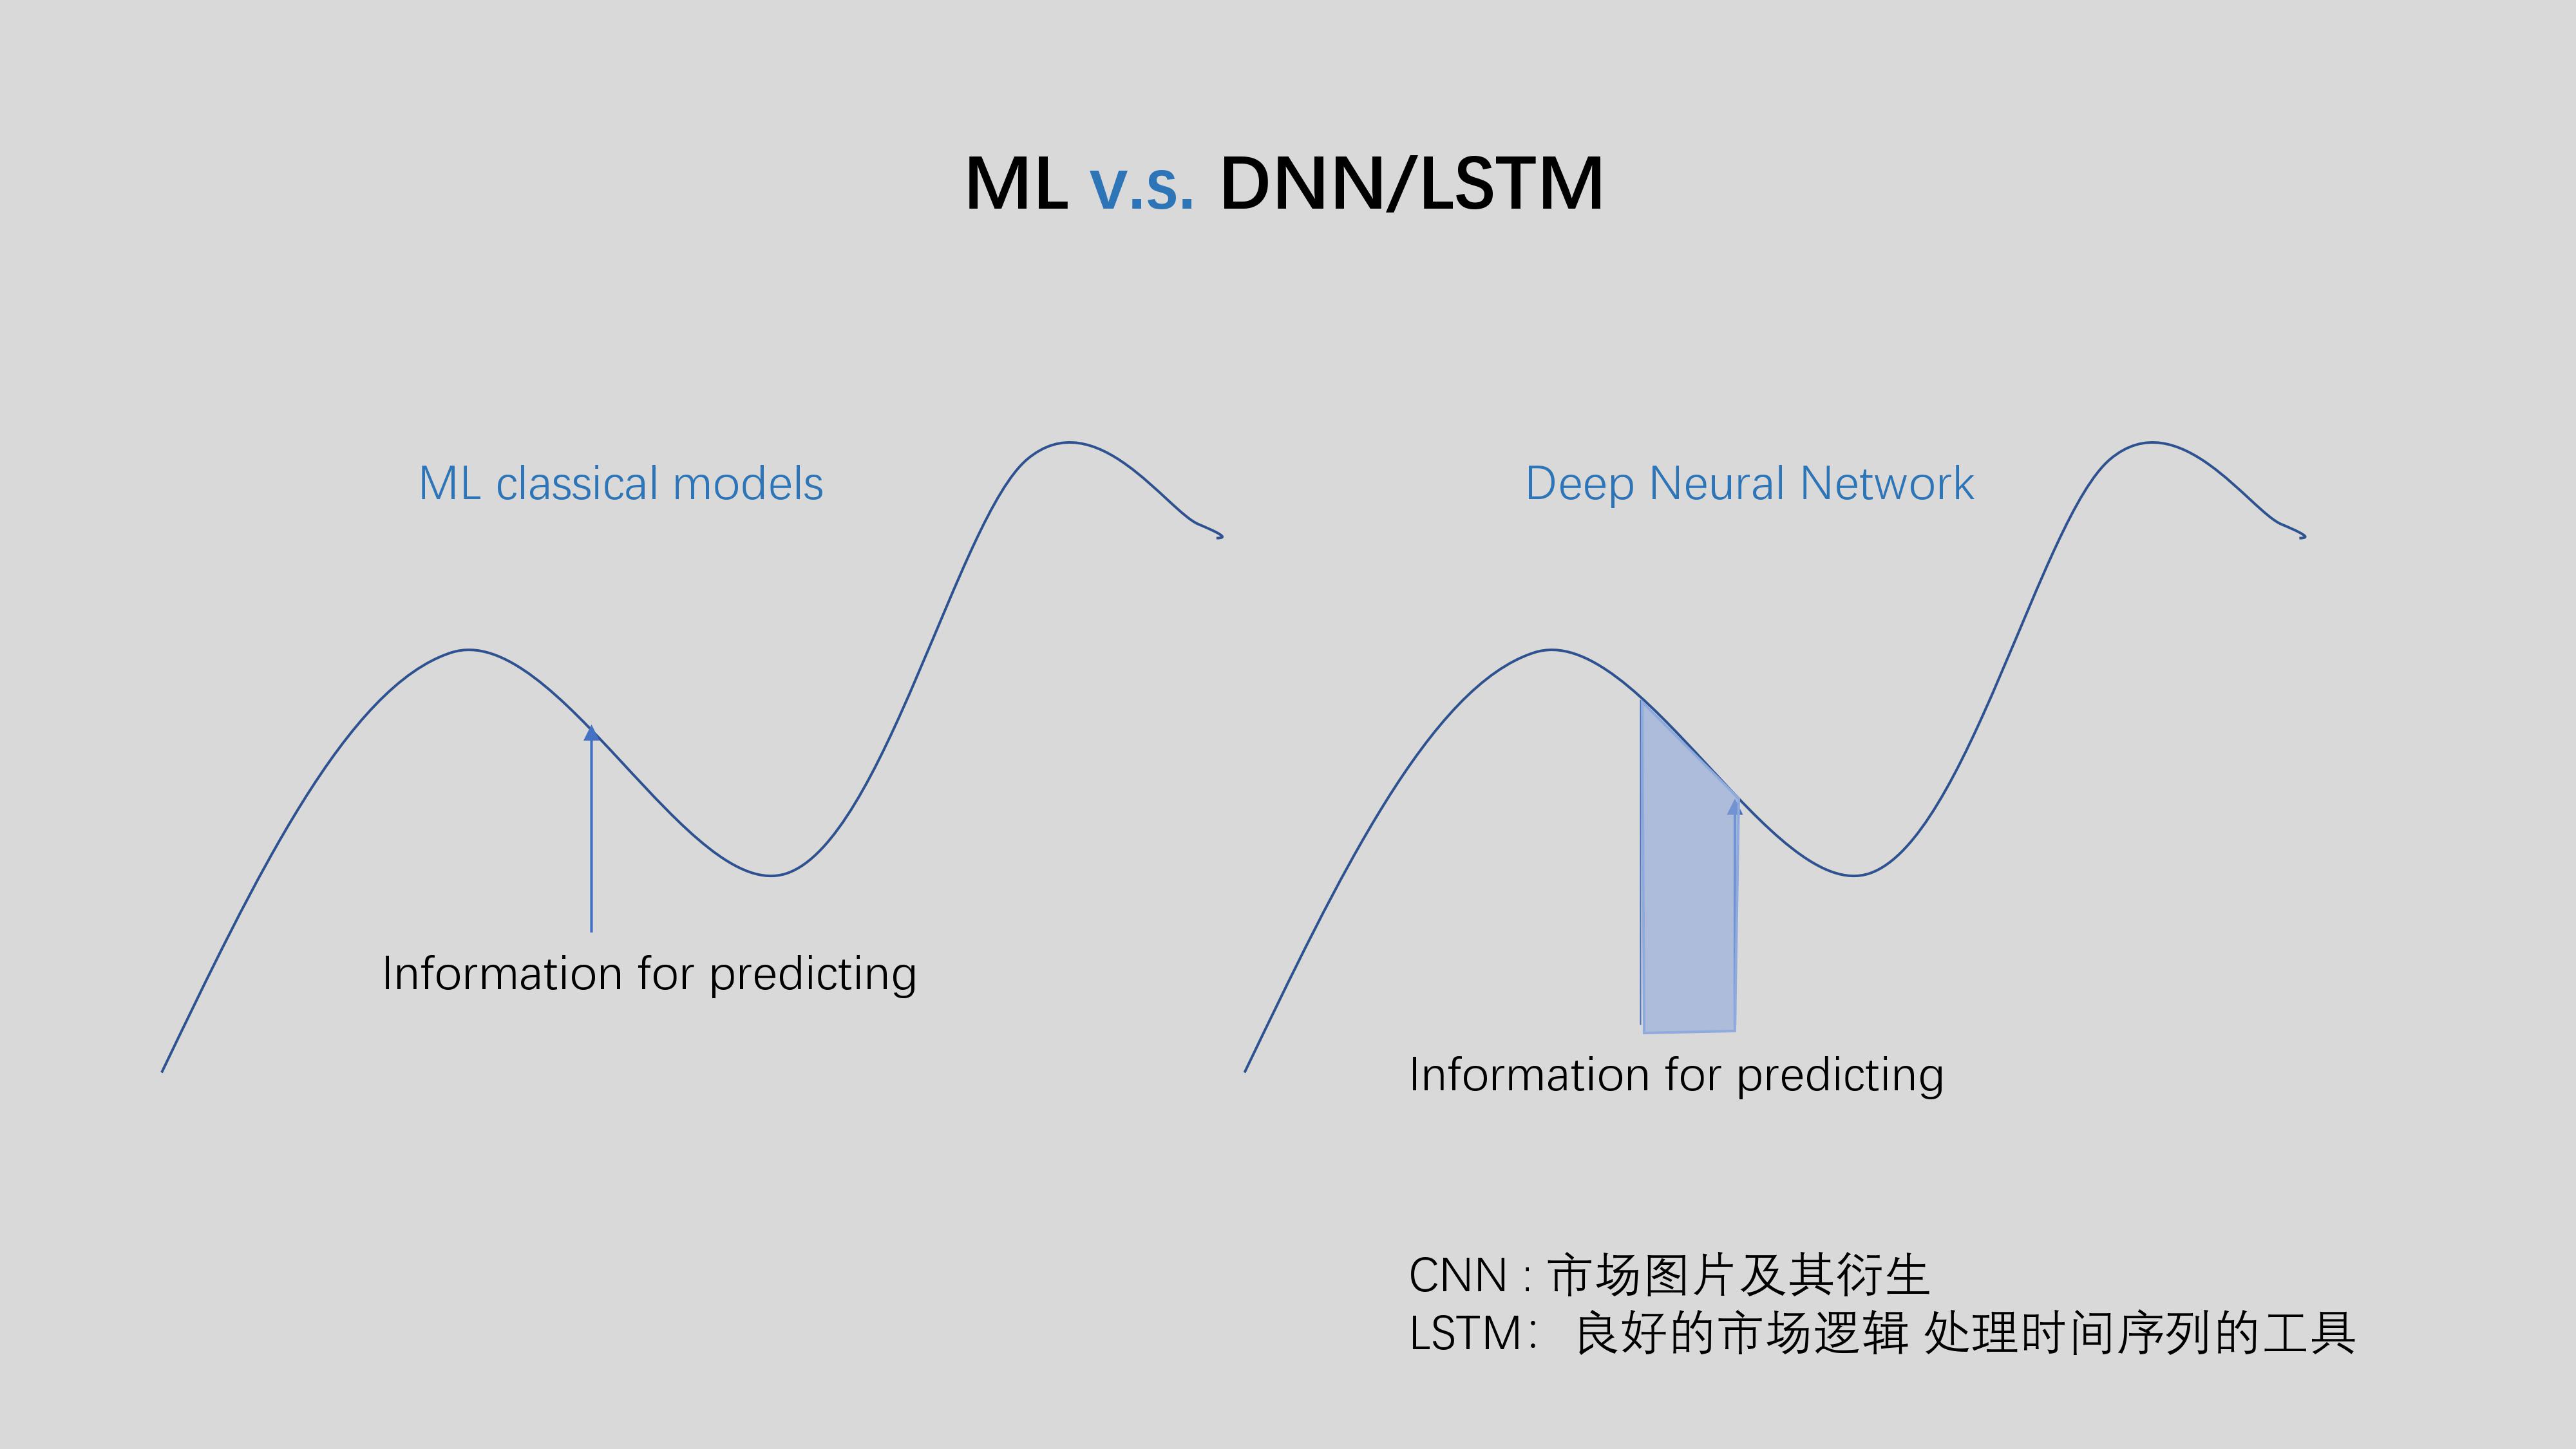 ML v.s. DNN/LSTM
ML classical models
Deep Neural Network
Information for predicting
Information for predicting
CNN : 市场图片及其衍生
LSTM： 良好的市场逻辑 处理时间序列的工具